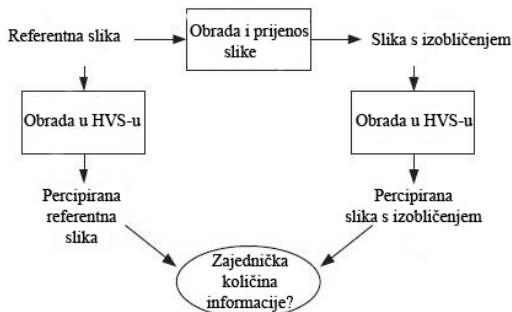 Referentna slika
Obrada i prijenos
slike
Slika s izobličenjem
Obrada u HVS-u
Obrada u HVS-u
Percipirana
referentna
slika
Percipirana
slika s izobličenjem
Zajednička
količina
informacije?